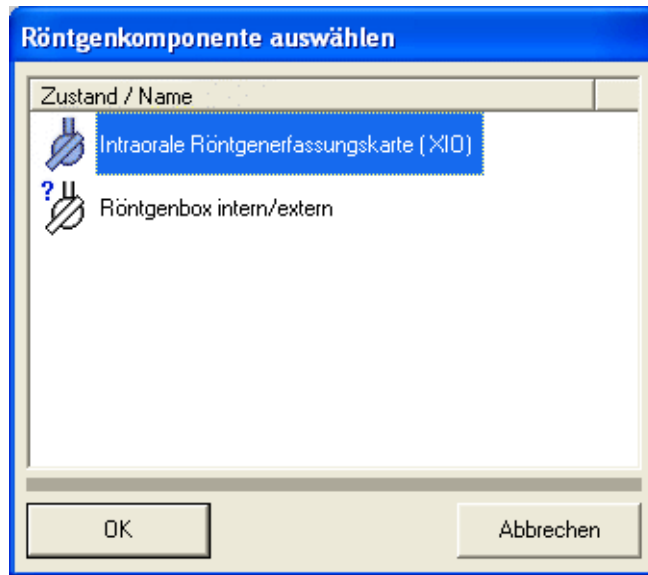 Röntgenkomponente auswählen
Zustand / Name
Intraorale Röntgenerfassungskarte (XIO)
?
Röntgenbox intern/extern
OK
Abbrechen